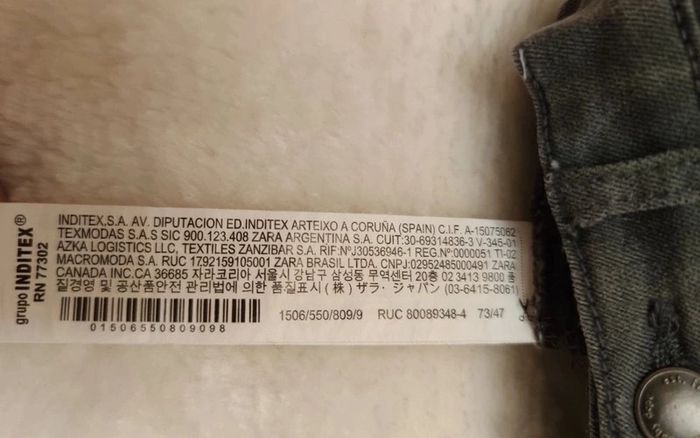 grupo INDITEX®
RN 77302
INDITEX,S.A. AV. DIPUTACION ED.INDITEX ARTEIXO A CORUÑA (SPAIN) C.I.F. A-15075062
TEXMODAS S.A.S SIC 900.123.408 ZARA ARGENTINA S.A. CUIT:30-69314836-3 V-345-01
AZKA LOGISTICS LLC, TEXTILES ZANZIBAR S.A. RIF:NºJ30536946-1 REG.Nº:0000051 TI-02
MACROMODA S.A. RUC 1792159105001 ZARA BRASIL LTDA. CNPJ:02952485000491 ZARA
CANADA INC.CA 36685 자라코리아 서울시 강남구 삼성동 무역센터 20층 02 3413 9800 품
질경영 및 공산품안전 관리법에 의한 품질표시 (株) ザラ・ジャパン (03-6415-8061)
01506550809098
1506/550/809/9 RUC 80089348-4 73/47